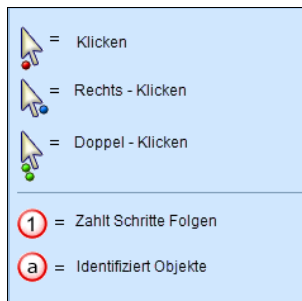 = Klicken
= Rechts - Klicken
= Doppel - Klicken
1 = Zahlt Schritte Folgen
a = Identifiziert Objekte